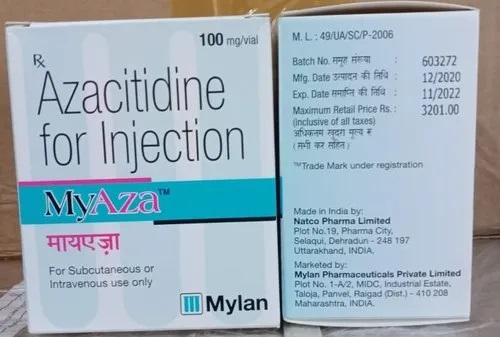 Rx
100 mg/vial
Azacitidine
for Injection
MyAza™
मायएज़ा
For Subcutaneous or
Intravenous use only
Mylan
M. L. : 49/UA/SC/P-2006
Batch No. समूह संख्या : 603272
Mfg. Date उत्पादन की तिथि : 12/2020
Exp. Date समाप्ति की तिथि : 11/2022
Maximum Retail Price Rs. : 3201.00
(inclusive of all taxes)
अधिकतम खुदरा मूल्य रू
(सभी कर सहित)
™Trade Mark under registration
Made in India by:
Natco Pharma Limited
Plot No.19, Pharma City,
Selaqui, Dehradun - 248 197
Uttarakhand, INDIA.
Marketed by:
Mylan Pharmaceuticals Private Limited
Plot No. 1-A/2, MIDC, Industrial Estate,
Taloja, Panvel, Raigad (Dist.) - 410 208
Maharashtra, INDIA.